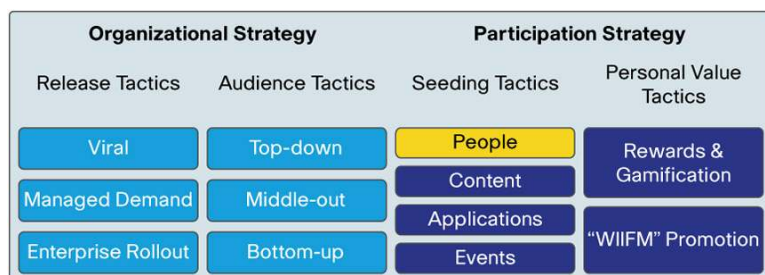 Organizational Strategy
Participation Strategy
Release Tactics
Audience Tactics
Seeding Tactics
Personal Value
Tactics
Viral
Managed Demand
Enterprise Rollout
Top-down
Middle-out
Bottom-up
People
Content
Applications
Events
Rewards &
Gamification
“WIIFM” Promotion